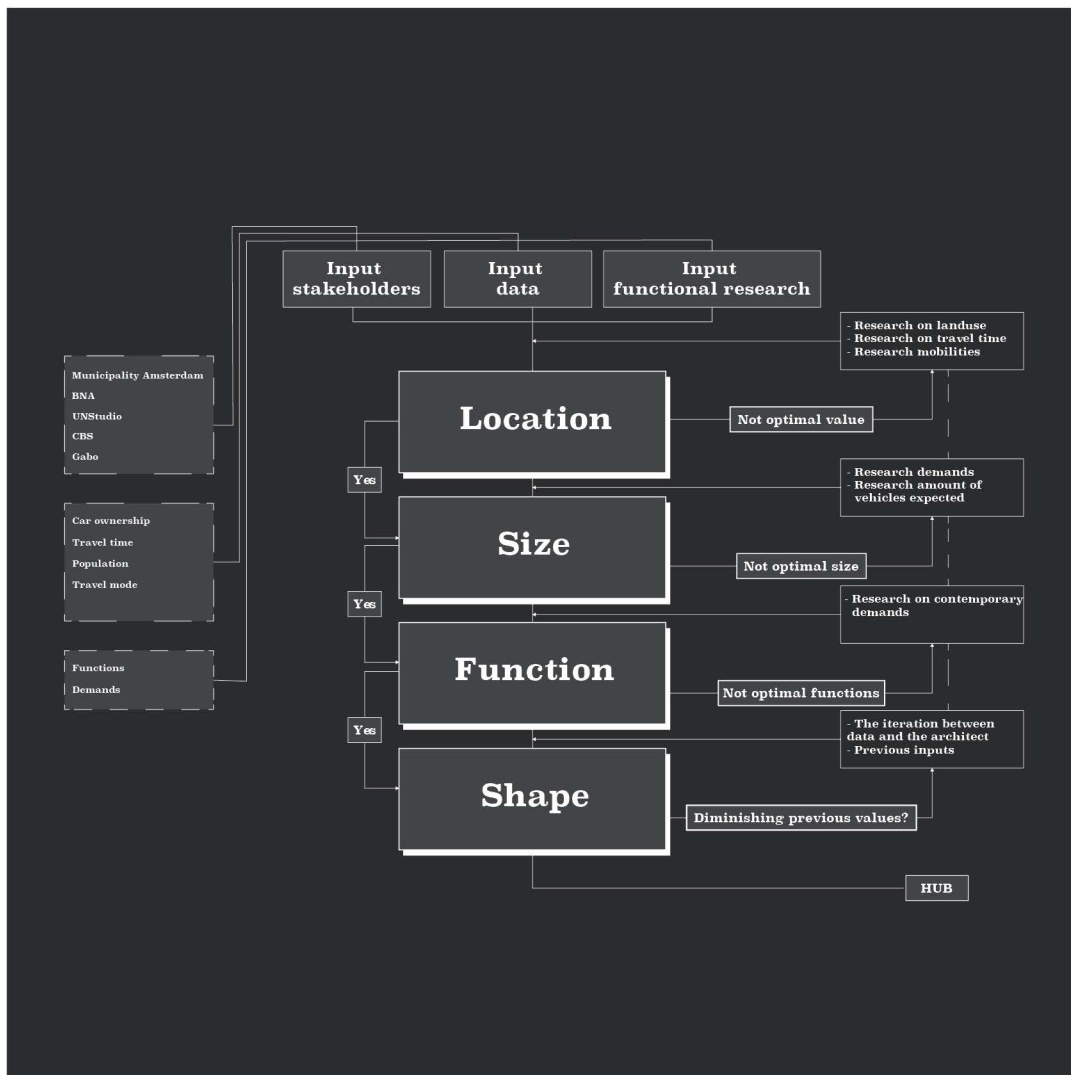 Input
stakeholders
Input
data
Input
functional research
- Research on landuse
- Research on travel time
- Research mobilities
Municipality Amsterdam
BNA
UNStudio
CBS
Gabo
Location
Not optimal value
Yes
- Research demands
- Research amount of
vehicles expected
Car ownership
Travel time
Population
Travel mode
Size
Not optimal size
Yes
- Research on contemporary
demands
Functions
Demands
Function
Not optimal functions
Yes
- The iteration between
data and the architect
- Previous inputs
Shape
Diminishing previous values?
HUB